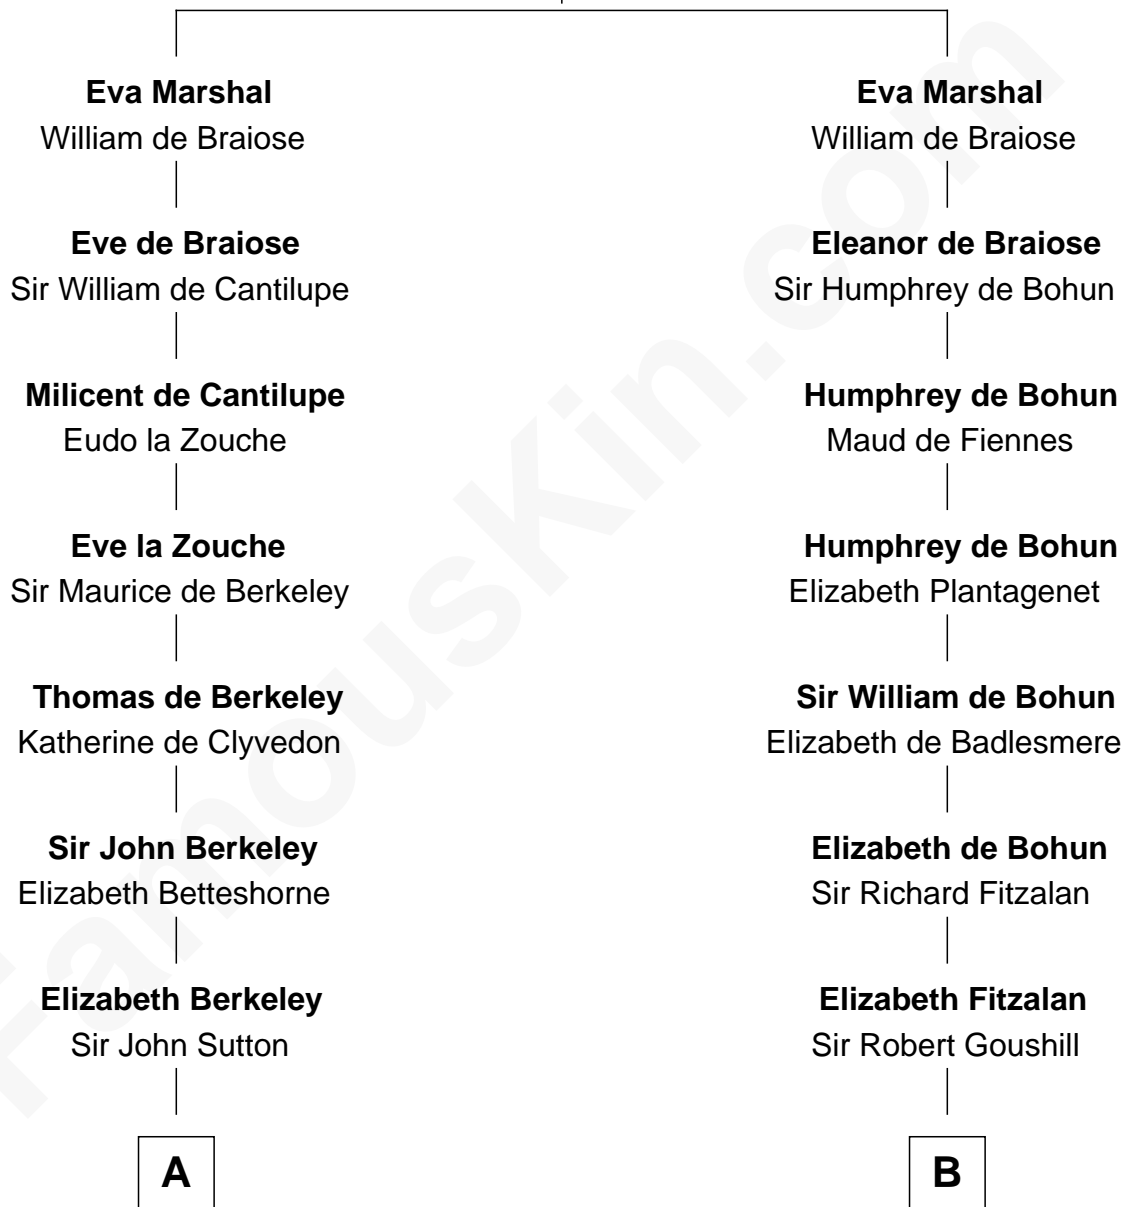 Eva Marshal
William de Braiose
Eve de Braiose
Sir William de Cantilupe
Milicent de Cantilupe
Eudo la Zouche
Eve la Zouche
Sir Maurice de Berkeley
Thomas de Berkeley
Katherine de Clyvedon
Sir John Berkeley
Elizabeth Betteshorne
Elizabeth Berkeley
Sir John Sutton
A
Eva Marshal
William de Braiose
Eleanor de Braiose
Sir Humphrey de Bohun
Humphrey de Bohun
Maud de Fiennes
Humphrey de Bohun
Elizabeth Plantagenet
Sir William de Bohun
Elizabeth de Badlesmere
Elizabeth de Bohun
Sir Richard Fitzalan
Elizabeth Fitzalan
Sir Robert Goushill
B
FamousKin.com